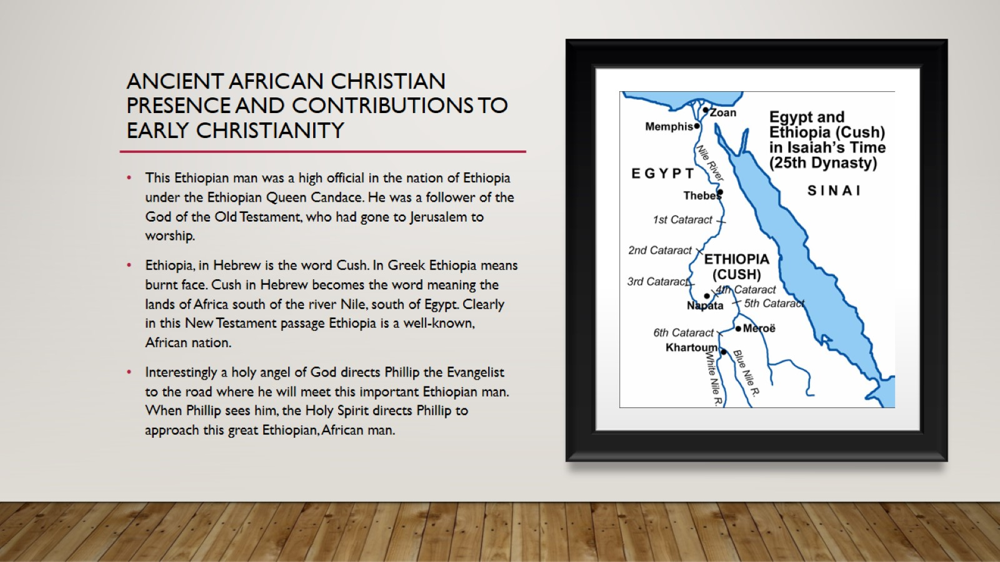 ANCIENT AFRICAN CHRISTIAN
PRESENCE AND CONTRIBUTIONS TO
EARLY CHRISTIANITY
• This Ethiopian man was a high official in the nation of Ethiopia
under the Ethiopian Queen Candace. He was a follower of the
God of the Old Testament, who had gone to Jerusalem to
worship.
• Ethiopia, in Hebrew is the word Cush. In Greek Ethiopia means
burnt face. Cush in Hebrew becomes the word meaning the
lands of Africa south of the river Nile, south of Egypt. Clearly
in this New Testament passage Ethiopia is a well-known,
African nation.
• Interestingly a holy angel of God directs Phillip the Evangelist
to the road where he will meet this important Ethiopian man.
When Phillip sees him, the Holy Spirit directs Phillip to
approach this great Ethiopian, African man.
Zoan
Memphis
Egypt and
Ethiopia (Cush)
in Isaiah's Time
(25th Dynasty)
Nile River
EGYPT
SINAI
Thebes
1st Cataract
2nd Cataract
ETHIOPIA
(CUSH)
3rd Cataract
4th Cataract
Napata
5th Cataract
Meroë
6th Cataract
Khartoum
White Nile R.
Blue Nile R.